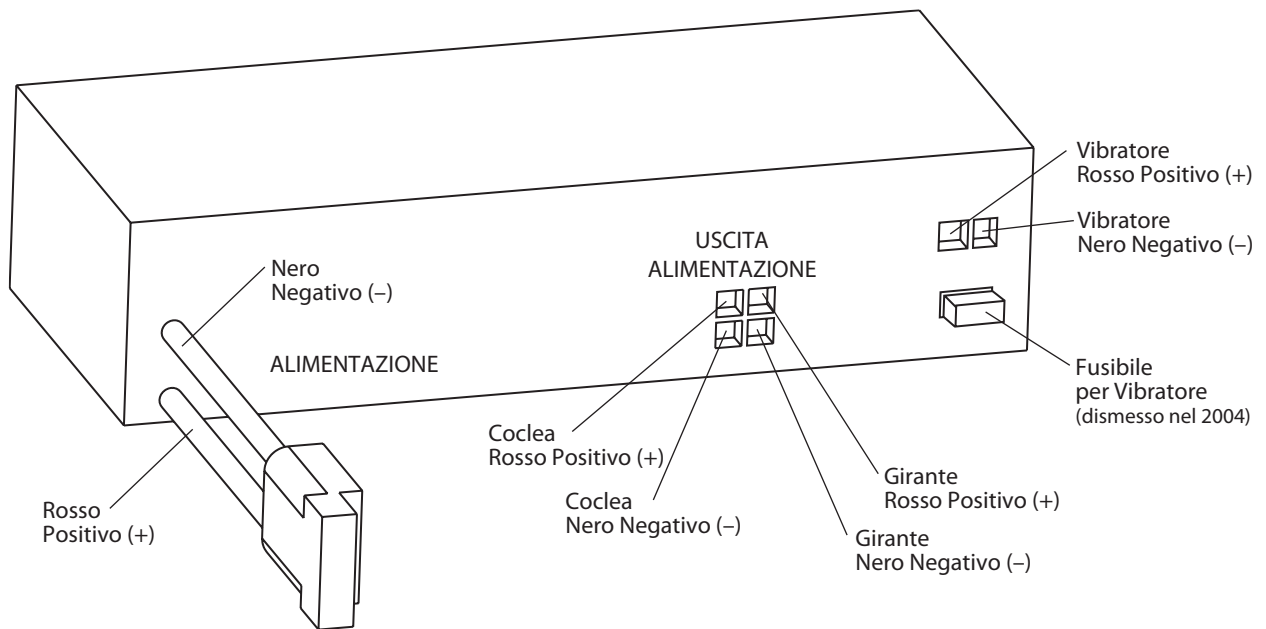 Vibratore
Rosso Positivo (+)
Vibratore
Nero Negativo (–)
USCITA
ALIMENTAZIONE
Nero
Negativo (–)
ALIMENTAZIONE
Fusibile
per Vibratore
(dismesso nel 2004)
Coclea
Rosso Positivo (+)
Coclea
Nero Negativo (–)
Girante
Rosso Positivo (+)
Girante
Nero Negativo (–)
Rosso
Positivo (+)